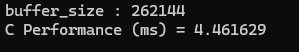 buffer_size : 262144
C Performance (ms) = 4.461629